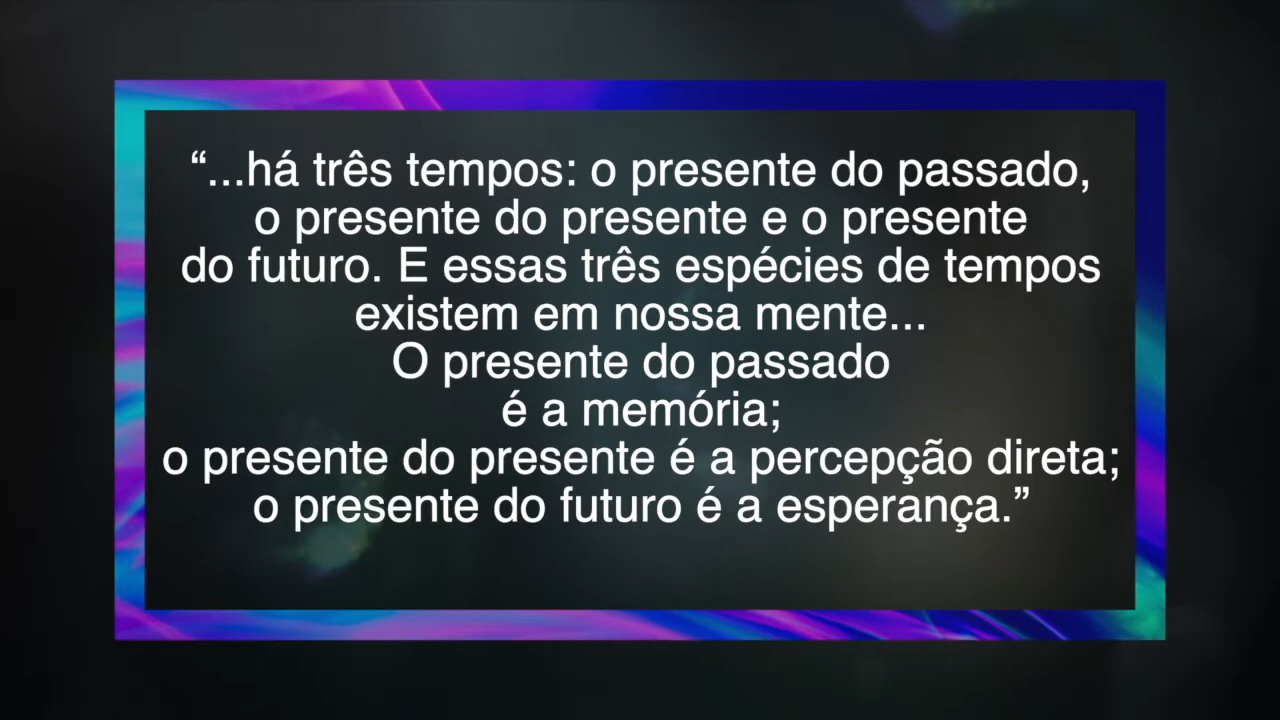 “...há três tempos: o presente do passado,
o presente do presente e o presente
do futuro. E essas três espécies de tempos
existem em nossa mente...
O presente do passado
é a memória;
o presente do presente é a percepção direta;
o presente do futuro é a esperança.”